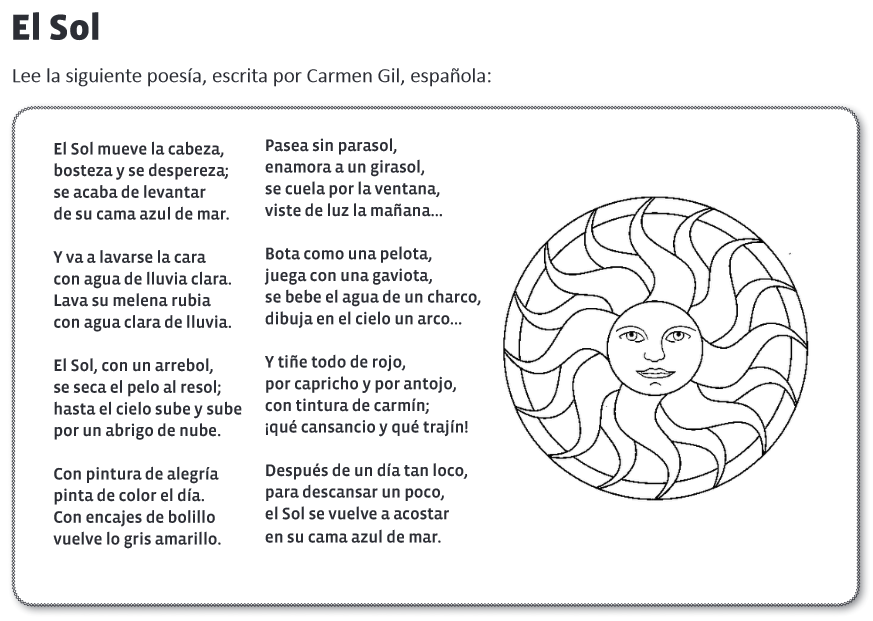 El Sol
Lee la siguiente poesía, escrita por Carmen Gil, española:
El Sol mueve la cabeza,
bosteza y se despereza;
se acaba de levantar
de su cama azul de mar.
Y va a lavarse la cara
con agua de lluvia clara.
Lava su melena rubia
con agua clara de lluvia.
El Sol, con un arrebol,
se seca el pelo al resol;
hasta el cielo sube y sube
por un abrigo de nube.
Con pintura de alegría
pinta de color el día.
Con encajes de bolillo
vuelve lo gris amarillo.
Pasea sin parasol,
enamora a un girasol,
se cuela por la ventana,
viste de luz la mañana...
Bota como una pelota,
juega con una gaviota,
se bebe el agua de un charco,
dibuja en el cielo un arco...
Y tiñe todo de rojo,
por capricho y por antojo,
con tintura de carmín;
¡qué cansancio y qué trajín!
Después de un día tan loco,
para descansar un poco,
el Sol se vuelve a acostar
en su cama azul de mar.